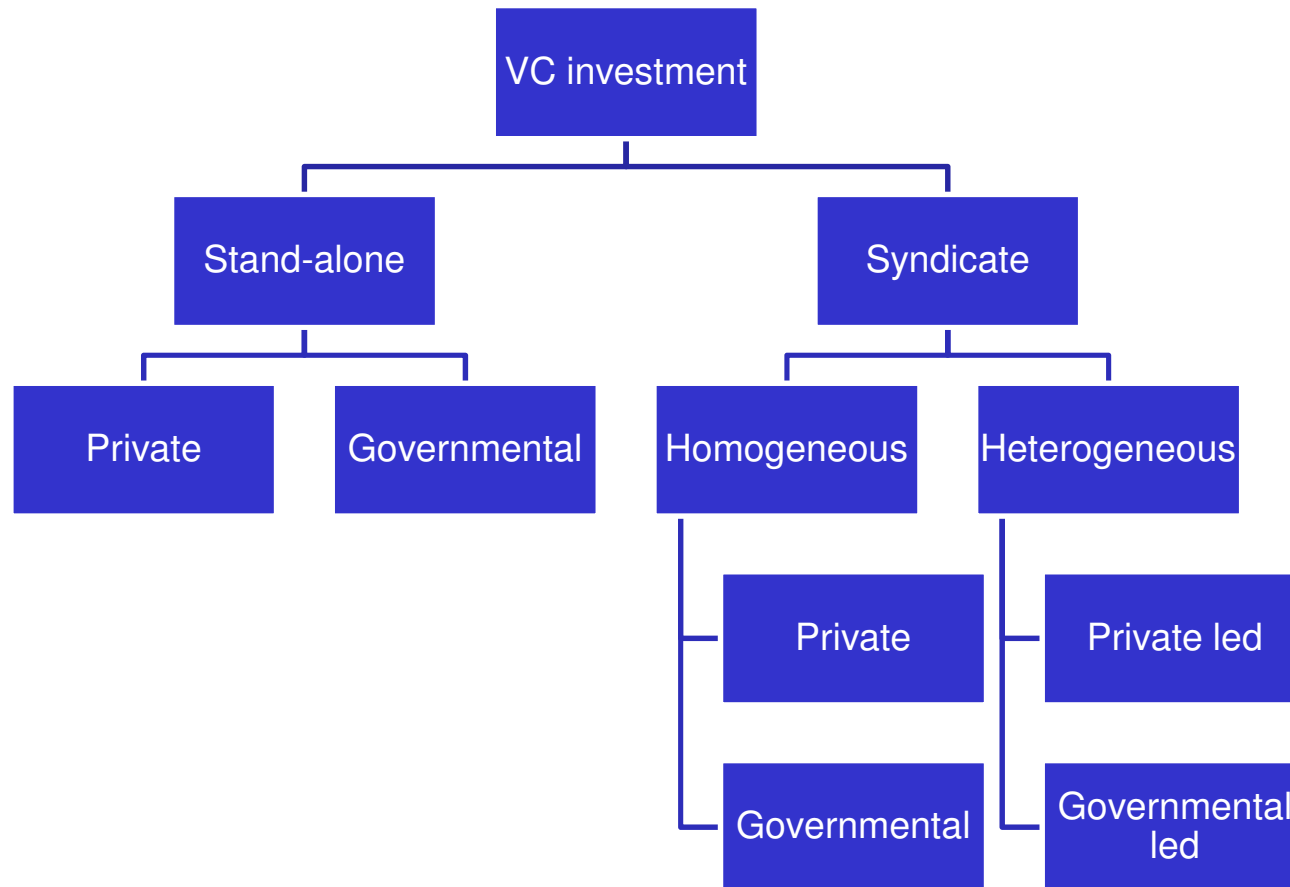 VC investment
Stand-alone
Syndicate
Private
Governmental
Homogeneous
Heterogeneous
Private
Private led
Governmental
Governmental
led